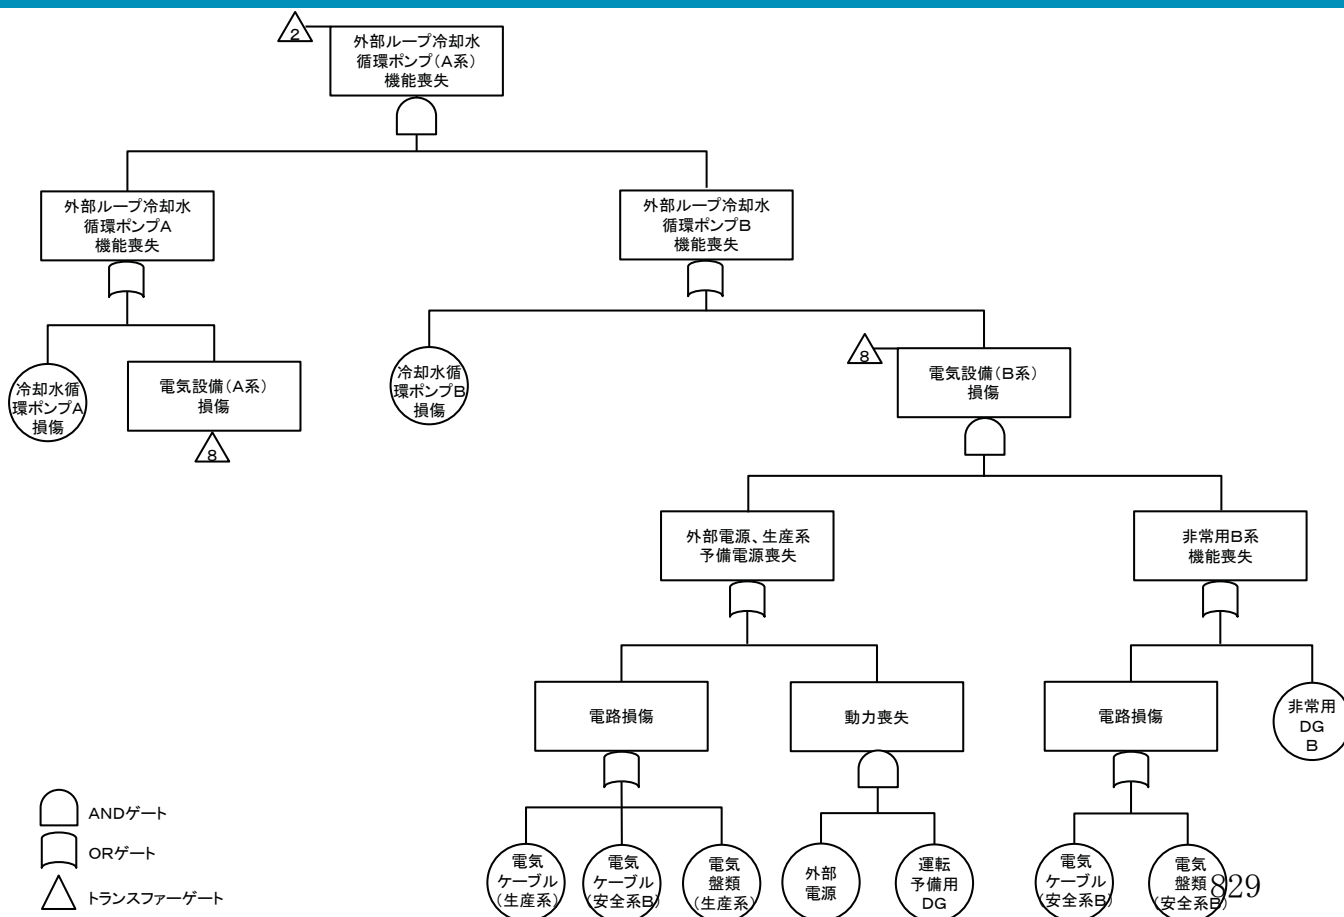 2
外部ループ冷却水
循環ポンプ(A系)
機能喪失
外部ループ冷却水
循環ポンプA
機能喪失
外部ループ冷却水
循環ポンプB
機能喪失
冷却水循
環ポンプA
損傷
電気設備(A系)
損傷
8
冷却水循
環ポンプB
損傷
8
電気設備(B系)
損傷
外部電源、生産系
予備電源喪失
非常用B系
機能喪失
電路損傷
動力喪失
電路損傷
非常用
DG
B
電気
ケーブル
(生産系)
電気
ケーブル
(安全系B)
電気
盤類
(生産系)
外部
電源
運転
予備用
DG
電気
ケーブル
(安全系B)
電気
盤類
(安全系B)
ANDゲート
ORゲート
トランスファーゲート
829